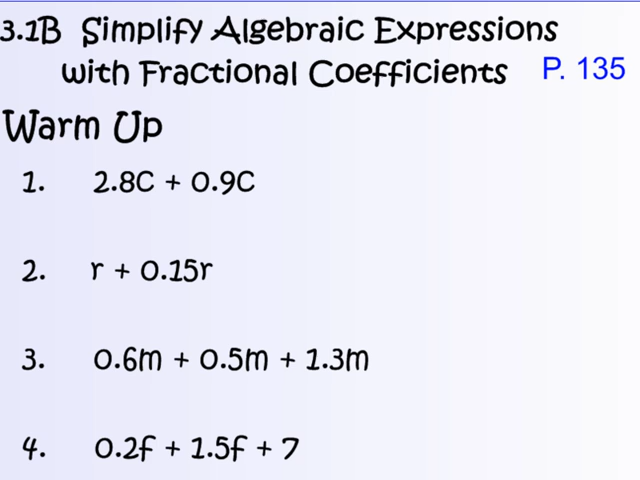 3.1B Simplify Algebraic Expressions
with Fractional Coefficients P. 135
Warm Up
1. 2.8C + 0.9C
2. r + 0.15r
3. 0.6m + 0.5m + 1.3m
4. 0.2f + 1.5f + 7